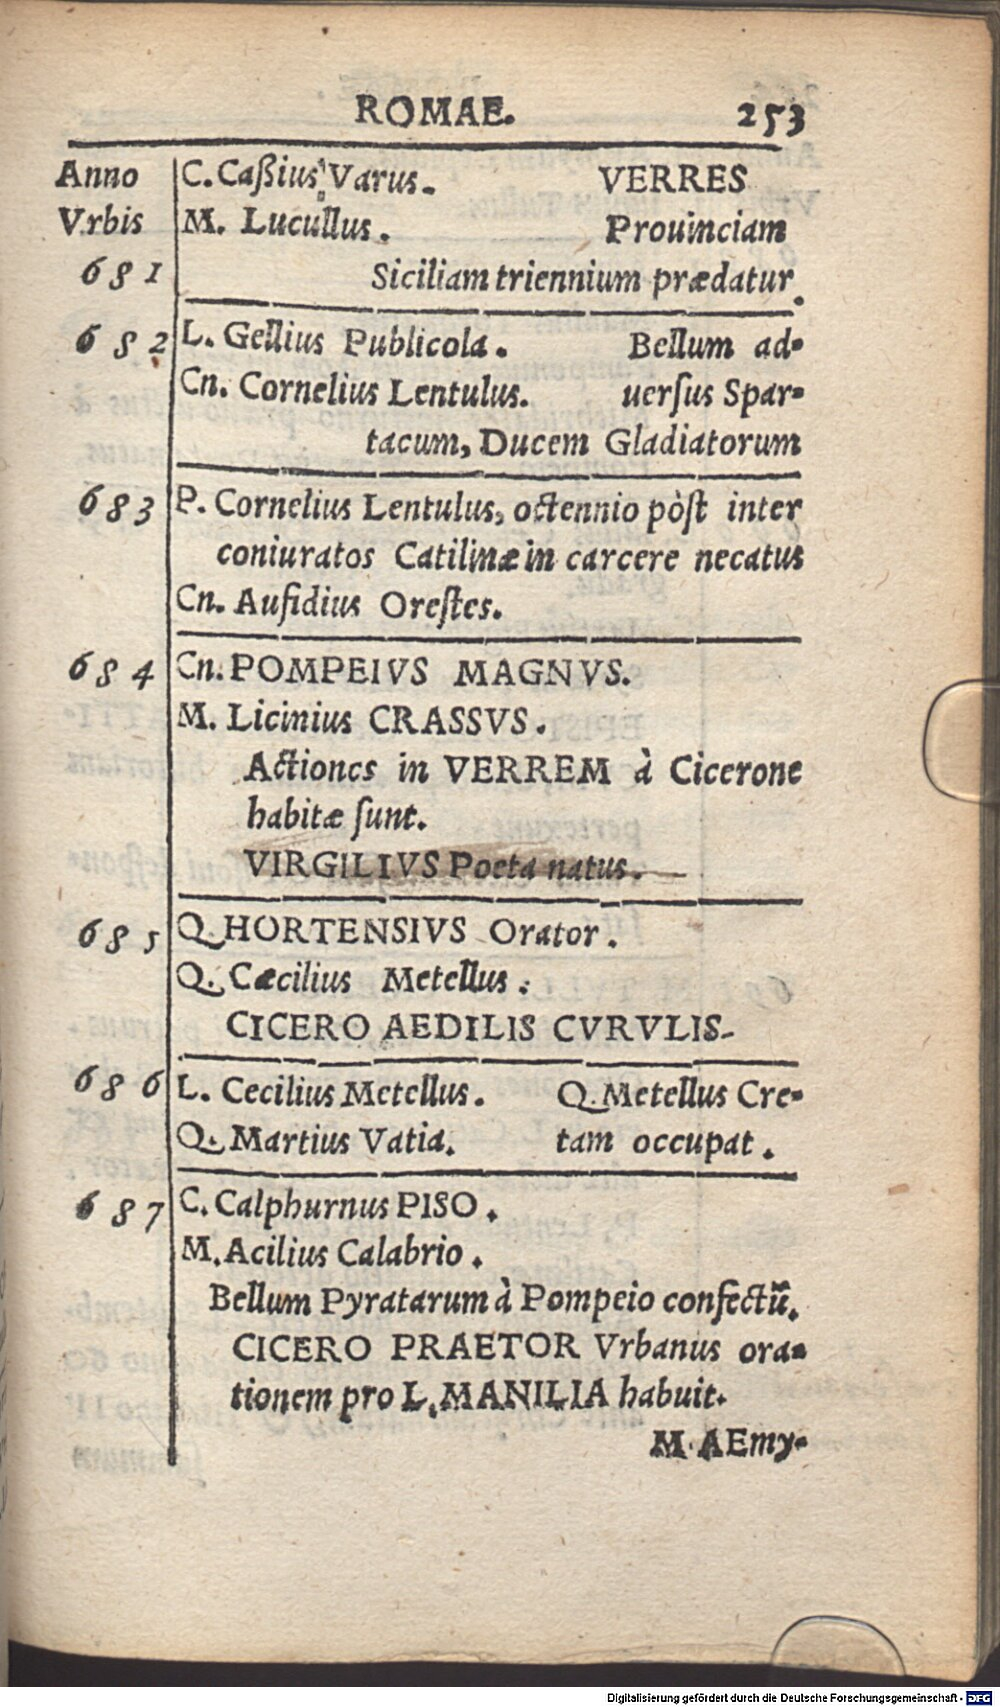 ROMAE. 253
Anno C. Caßius Varus. VERRES
Vrbis M. Lucullus. Prouinciam
681 Siciliam triennium prædatur.
682 L. Gellius Publicola. Bellum ad-
Cn. Cornelius Lentulus. uerſus Spar-
tacum, Ducem Gladiatorum
683 P. Cornelius Lentulus, octennio pòſt inter
coniuratos Catilinæ in carcere necatus
Cn. Aufidius Oreſtes.
684 Cn. POMPEIVS MAGNVS.
M. Licinius CRASSVS.
Actiones in VERREM à Cicerone
habitæ ſunt.
VIRGILIVS Poeta natus.
685 Q. HORTENSIVS Orator.
Q. Cæcilius Metellus.
CICERO AEDILIS CVRVLIS.
686 L. Cecilius Metellus. Q. Metellus Cre-
Q. Martius Vatia. tam occupat.
687 C. Calphurnus PISO.
M. Acilius Calabrio.
Bellum Pyratarum à Pompeio confectũ.
CICERO PRAETOR Vrbanus ora-
tionem pro L. MANILIA habuit.
M. AEmy-
Digitalisierung gefördert durch die Deutsche Forschungsgemeinschaft - DFG